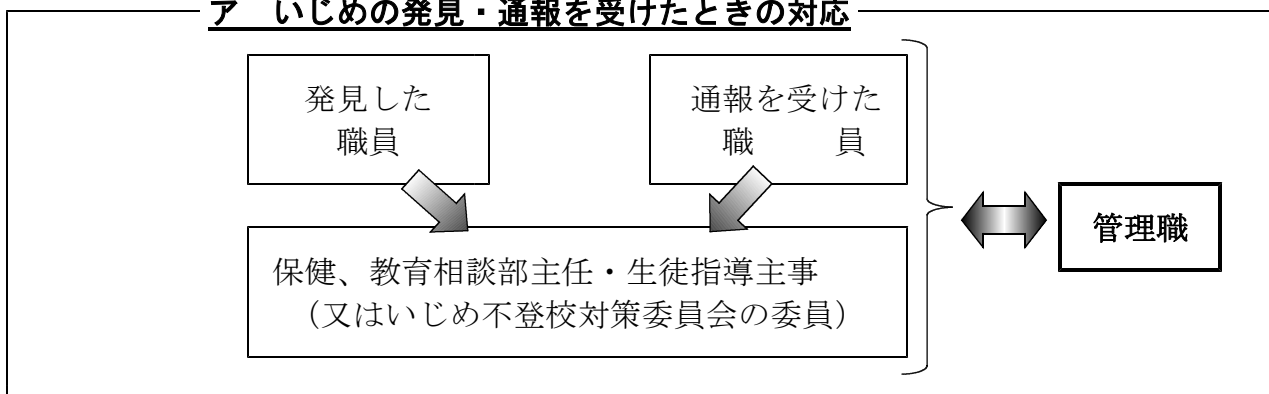 ア　いじめの発見・通報を受けたときの対応
発見した
職員
通報を受けた
職　　員
保健、教育相談部主任・生徒指導主事
（又はいじめ不登校対策委員会の委員）
管理職